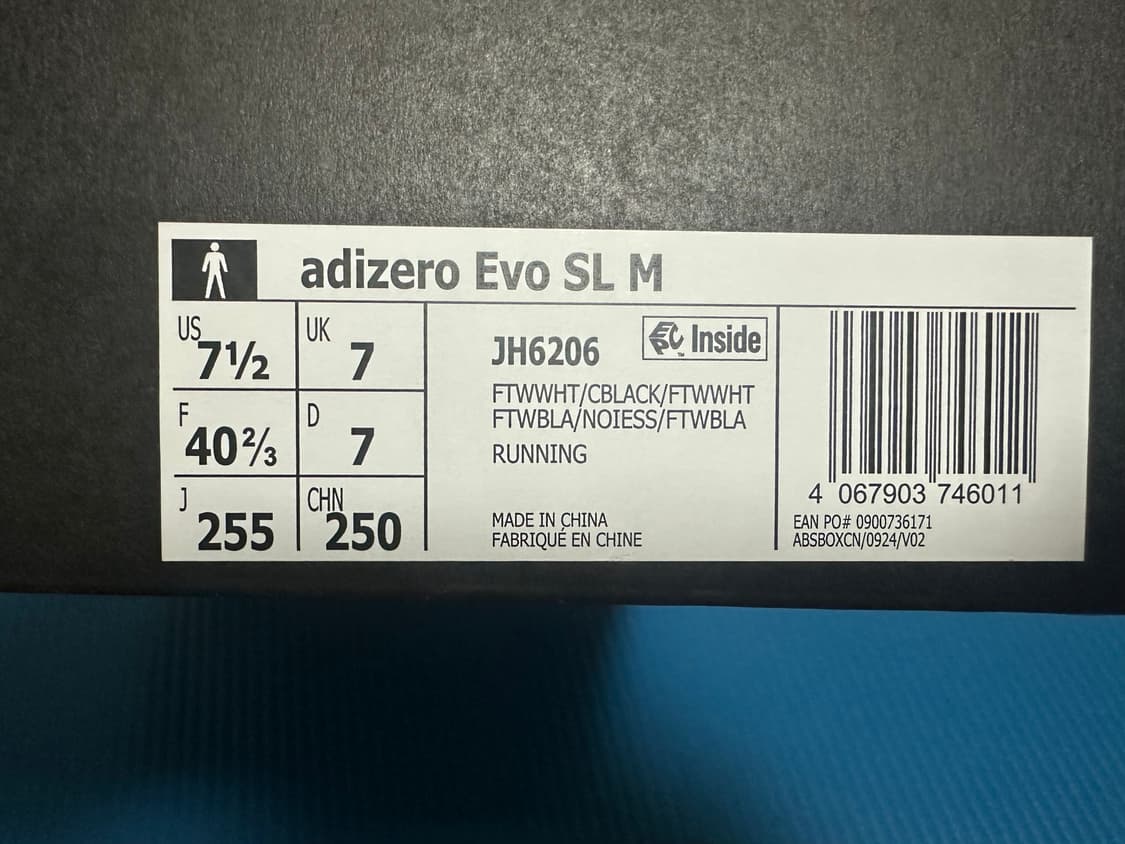 adizero Evo SL M
US 7½
UK 7
F 40⅔
D 7
J 255
CHN 250
JH6206
EPC™ Inside
FTWWHT/CBLACK/FTWWHT
FTWBLA/NOIESS/FTWBLA
RUNNING
MADE IN CHINA
FABRIQUÉ EN CHINE
4 067903 746011
EAN PO# 0900736171
ABSBOXCN/0924/V02